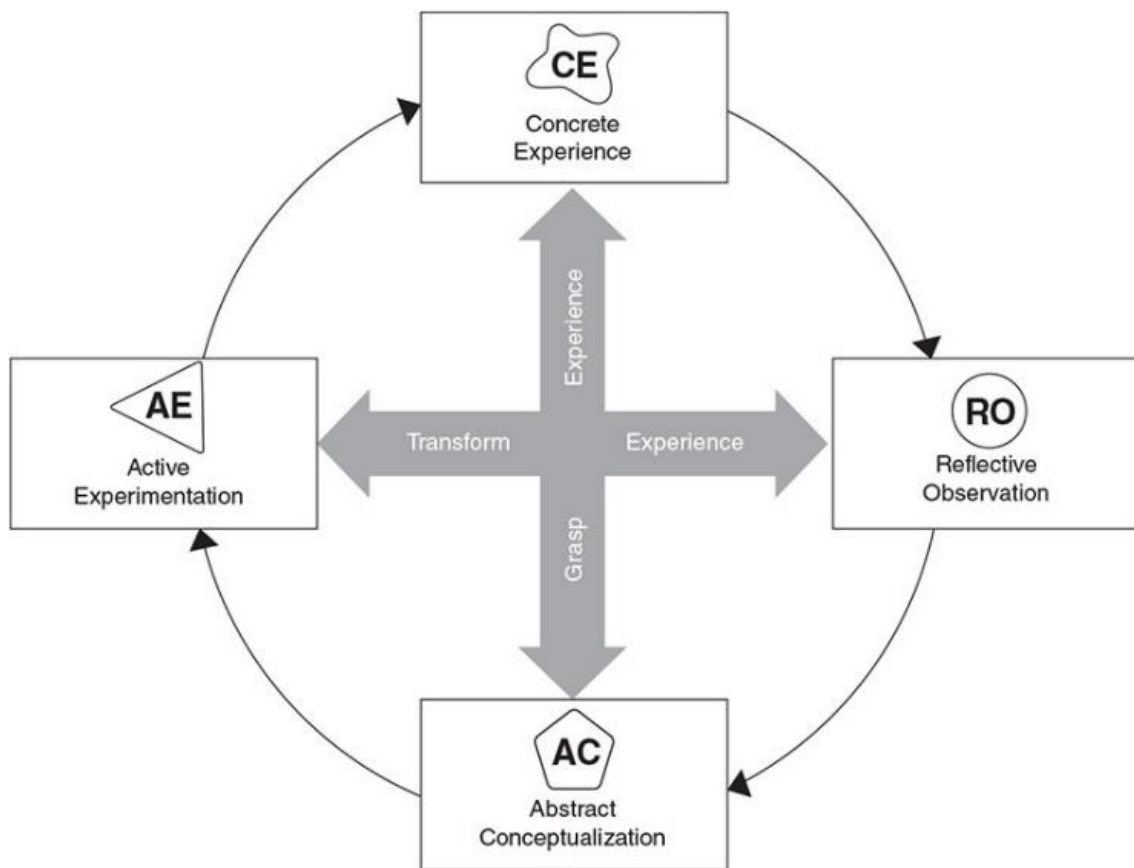 CE
Concrete
Experience
Experience
AE
Active
Experimentation
Transform
Experience
RO
Reflective
Observation
Grasp
AC
Abstract
Conceptualization